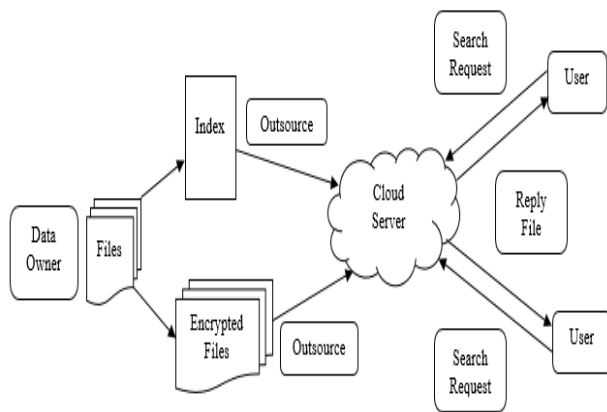 Data
Owner
Files
Index
Outsource
Encrypted
Files
Outsource
Cloud
Server
Search
Request
User
Reply
File
User
Search
Request